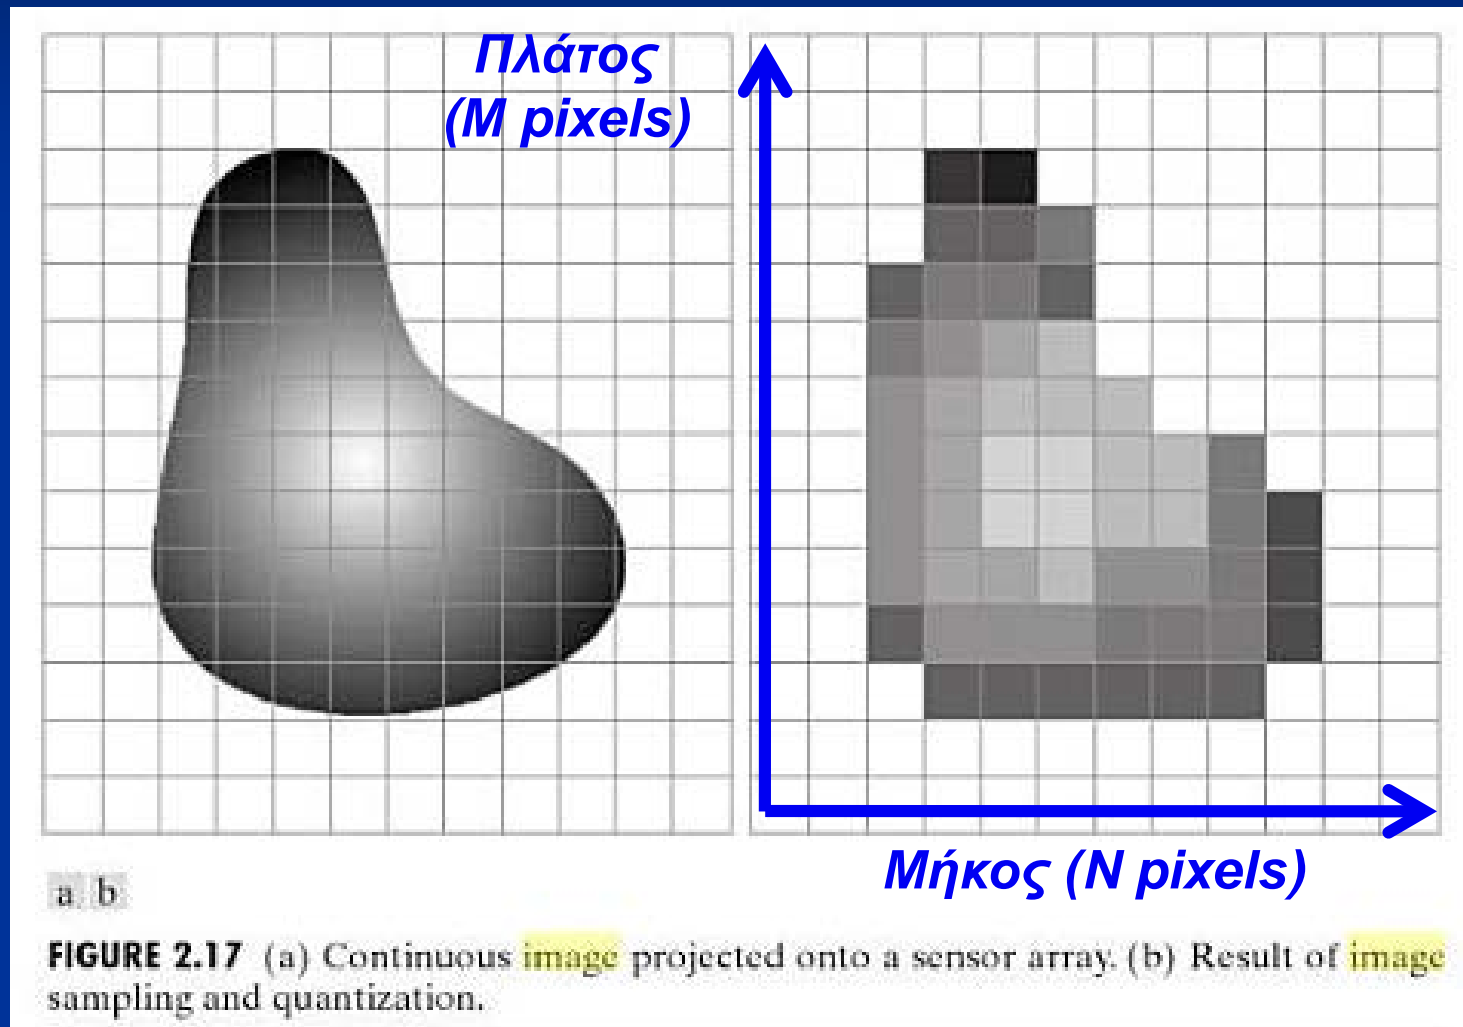 Πλάτος
(M pixels)
Μήκος (N pixels)
a b
FIGURE 2.17 (a) Continuous image projected onto a sensor array. (b) Result of image
sampling and quantization.